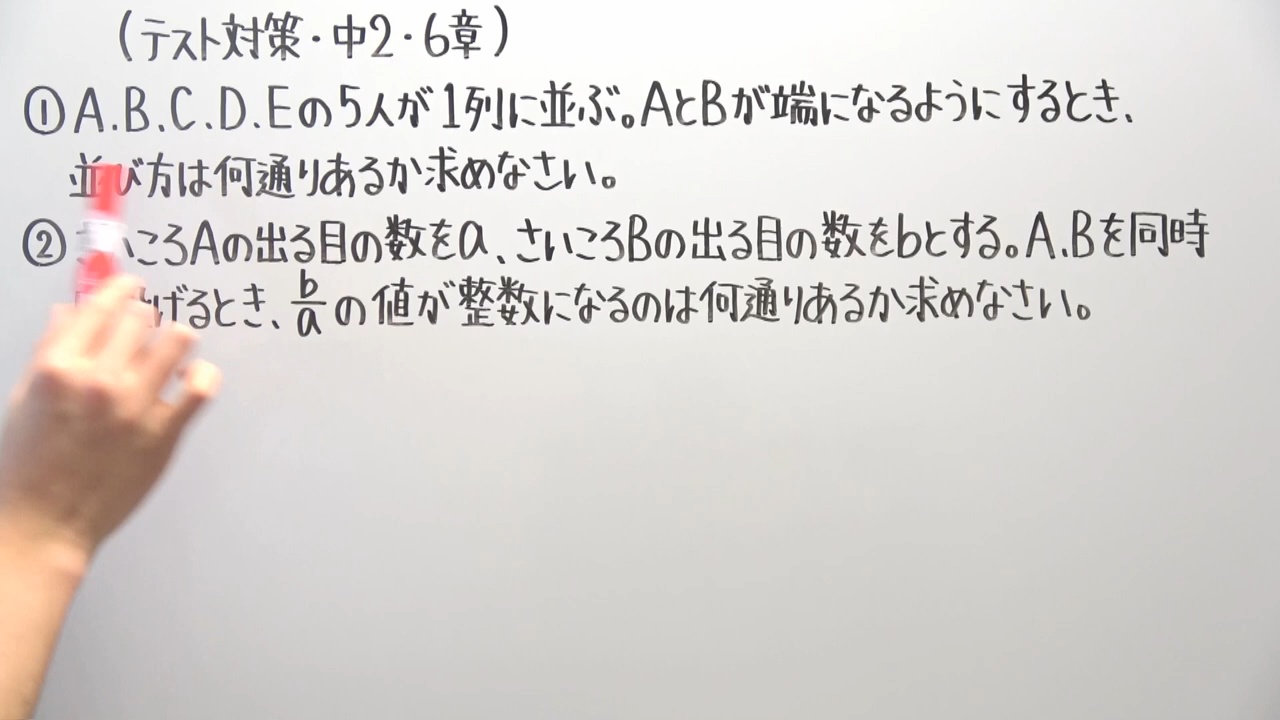 (テスト対策・中2・6章)
①A.B.C.D.Eの5人が1列に並ぶ。AとBが端になるようにするとき、
並び方は何通りあるか求めなさい。
②いころAの出る目の数をa、さいころBの出る目の数をbとする。A.Bを同時
げるとき、b/aの値が整数になるのは何通りあるか求めなさい。